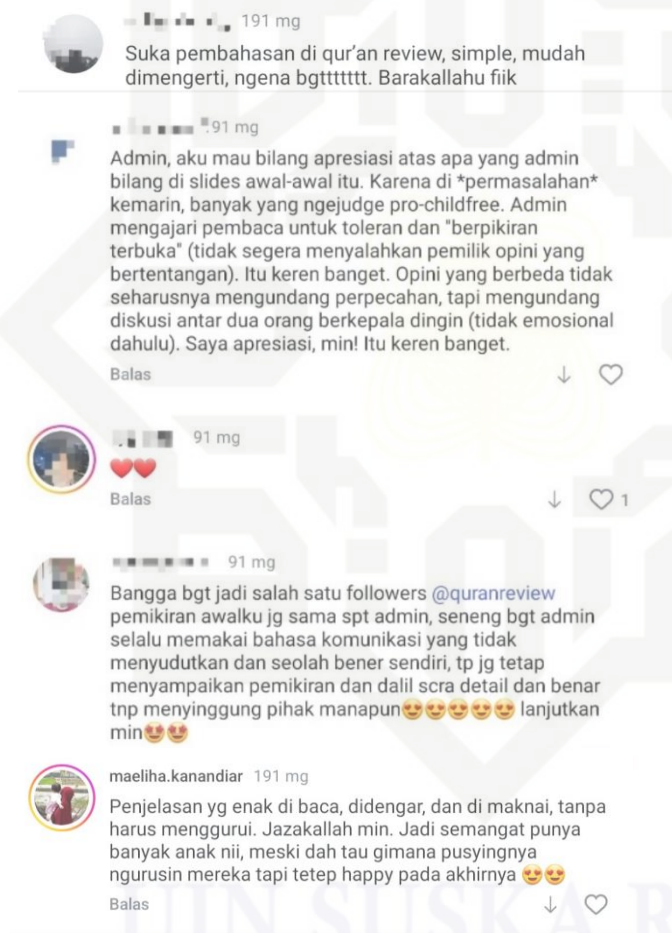 191 mg
Suka pembahasan di qur'an review, simple, mudah
dimengerti, ngena bgtttttt. Barakallahu fiik
91 mg
Admin, aku mau bilang apresiasi atas apa yang admin
bilang di slides awal-awal itu. Karena di *permasalahan*
kemarin, banyak yang ngejudge pro-childfree. Admin
mengajari pembaca untuk toleran dan "berpikiran
terbuka" (tidak segera menyalahkan pemilik opini yang
bertentangan). Itu keren banget. Opini yang berbeda tidak
seharusnya mengundang perpecahan, tapi mengundang
diskusi antar dua orang berkepala dingin (tidak emosional
dahulu). Saya apresiasi, min! Itu keren banget.
Balas
91 mg
❤️❤️
Balas
1
91 mg
Bangga bgt jadi salah satu followers @quranreview
pemikiran awalku jg sama spt admin, seneng bgt admin
selalu memakai bahasa komunikasi yang tidak
menyudutkan dan seolah bener sendiri, tp jg tetap
menyampaikan pemikiran dan dalil scra detail dan benar
tnp menyinggung pihak manapun😍😍😍😍😍 lanjutkan
min😍😍
maeliha.kanandiar 191 mg
Penjelasan yg enak di baca, didengar, dan di maknai, tanpa
harus menggurui. Jazakallah min. Jadi semangat punya
banyak anak nii, meski dah tau gimana pusyingnya
ngurusin mereka tapi tetep happy pada akhirnya 😍😍
Balas
UIN SUSKA R